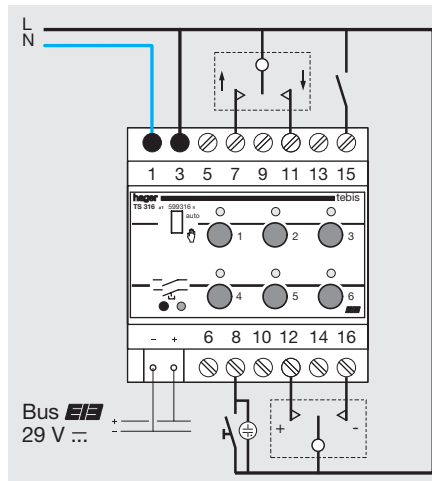 L
N
1 3 5 7 9 11 13 15
hager tebis
TS 316
auto
1 2 3
4 5 6
- + 6 8 10 12 14 16
+ -
Bus EIB +
29 V -